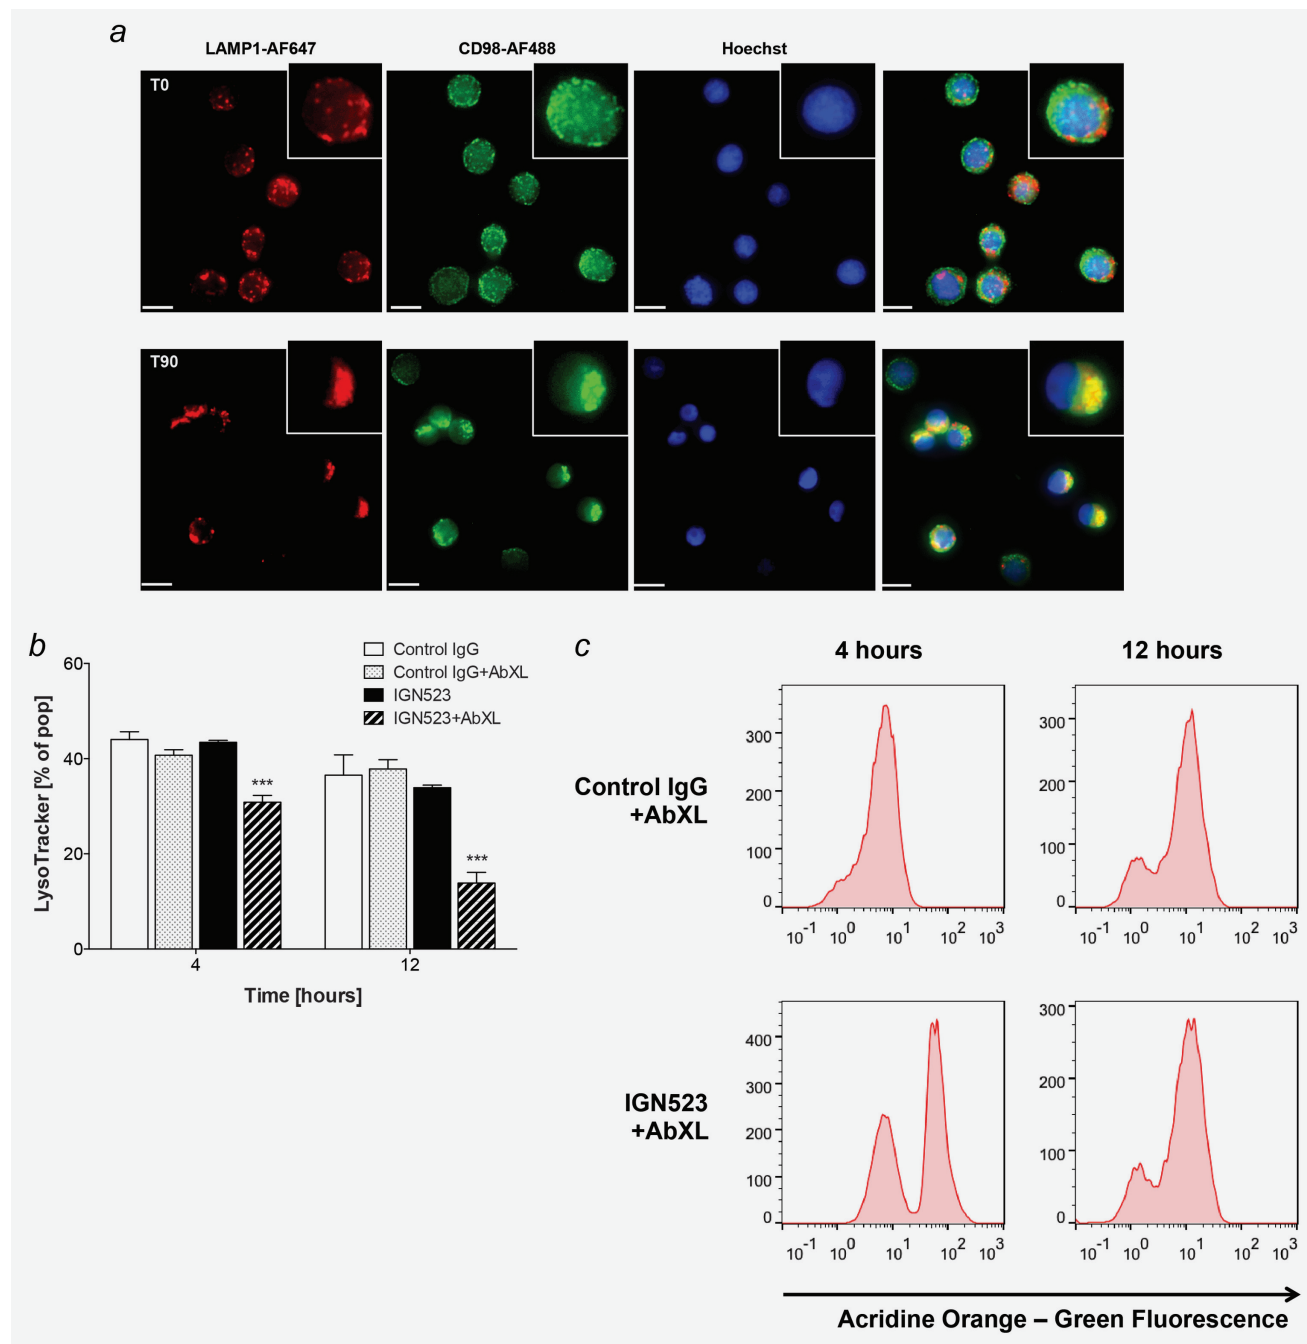 a
LAMP1-AF647 CD98-AF488 Hoechst
T0
T90
b
60
40
20
0
LysoTracker [% of pop]
Control IgG
Control IgG+AbXL
IGN523
IGN523+AbXL
***
***
4 12
Time [hours]
c
4 hours 12 hours
Control IgG
+AbXL
300
200
100
0
10-1 100 101 102 103
300
200
100
0
10-1 100 101 102 103
IGN523
+AbXL
400
300
200
100
0
10-1 100 101 102 103
300
200
100
0
10-1 100 101 102 103
Acridine Orange – Green Fluorescence